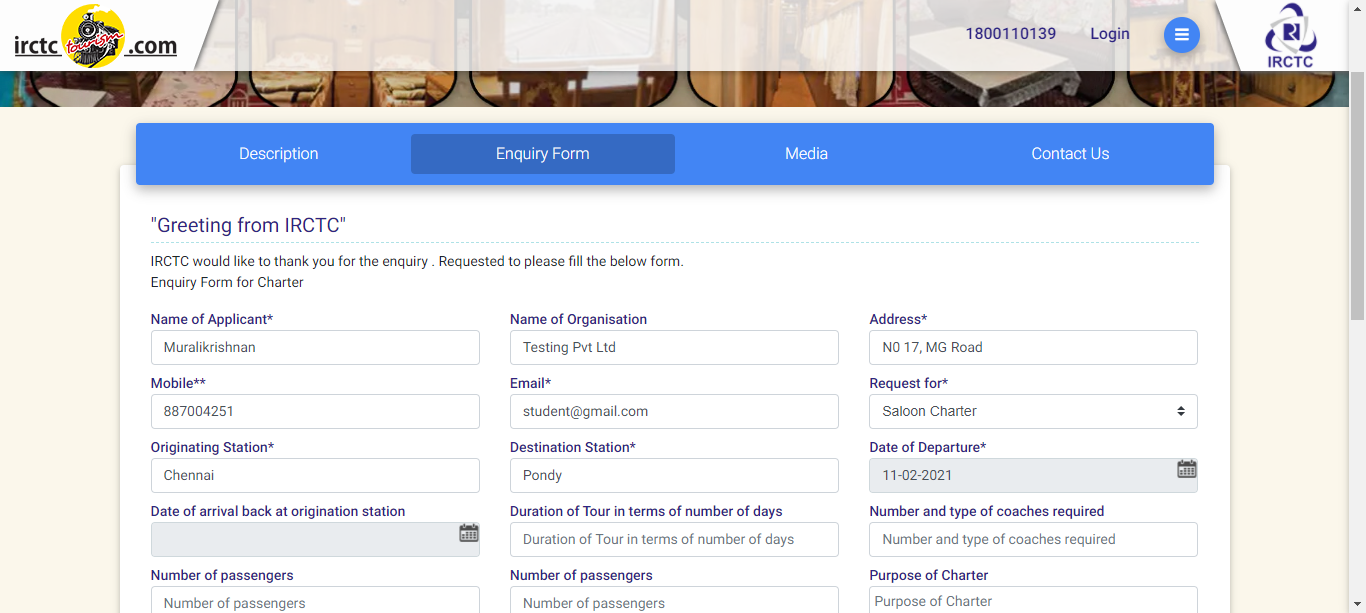 irctc tourism .com
1800110139 Login
IRCTC
Description Enquiry Form Media Contact Us
"Greeting from IRCTC"
IRCTC would like to thank you for the enquiry . Requested to please fill the below form.
Enquiry Form for Charter
Name of Applicant* Name of Organisation Address*
Muralikrishnan Testing Pvt Ltd N0 17, MG Road
Mobile** Email* Request for*
887004251 student@gmail.com Saloon Charter
Originating Station* Destination Station* Date of Departure*
Chennai Pondy 11-02-2021
Date of arrival back at origination station Duration of Tour in terms of number of days Number and type of coaches required
Duration of Tour in terms of number of days Number and type of coaches required
Number of passengers Number of passengers Purpose of Charter
Number of passengers Number of passengers Purpose of Charter